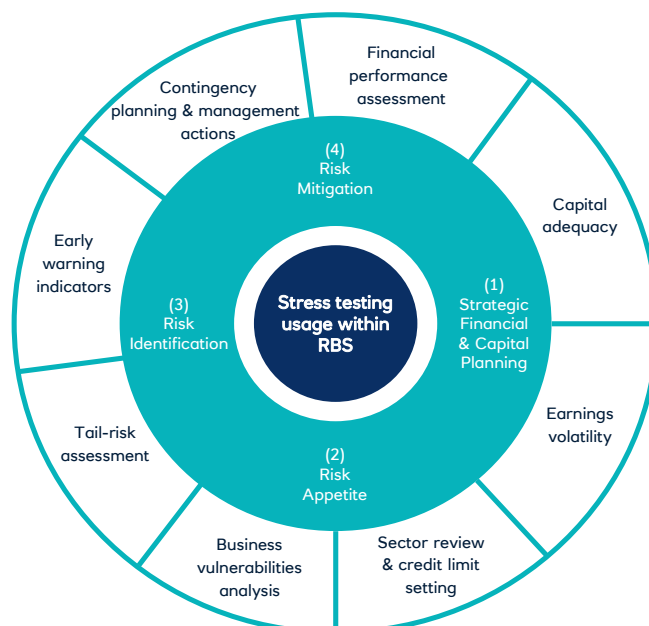 Financial
performance
assessment
Contingency
planning & management
actions
(4)
Risk
Mitigation
Capital
adequacy
Early
warning
indicators
(3)
Risk
Identification
Stress testing
usage within
RBS
(1)
Strategic
Financial
& Capital
Planning
Earnings
volatility
Tail-risk
assessment
(2)
Risk
Appetite
Business
vulnerabilities
analysis
Sector review
& credit limit
setting